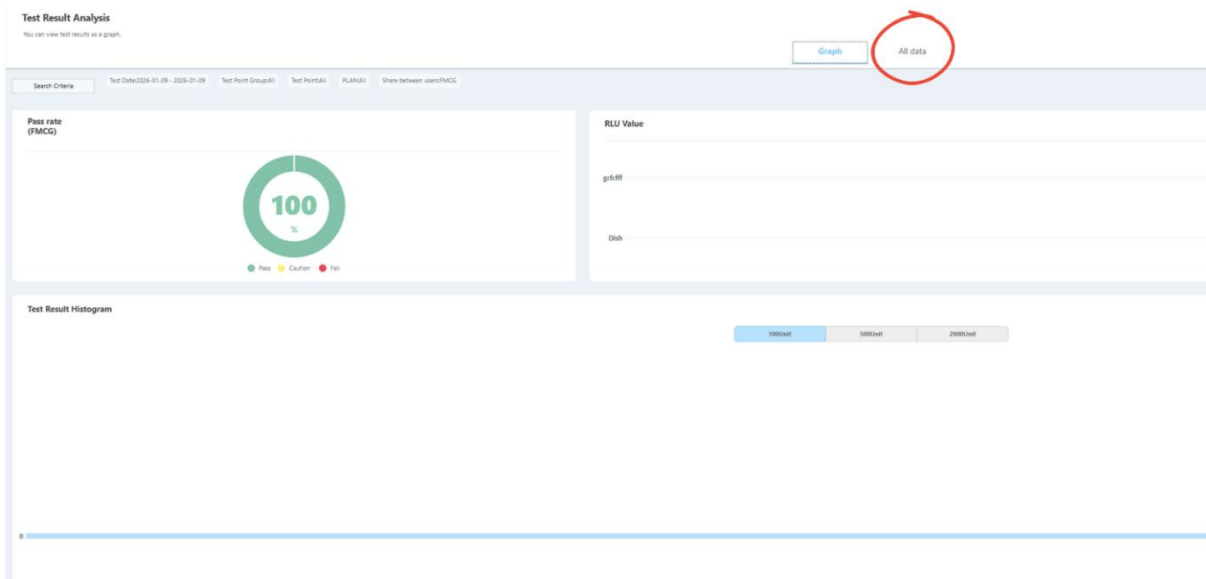 Test Result Analysis
You can view test results as a graph.
Graph All data
Search Criteria Test Date:2026-01-09 - 2026-01-09 Test Point Group:All Test Point:All PLAN:All Share between users:FMCG
Pass rate
(FMCG)
100
%
Pass Caution Fail
RLU Value
gcfcfff
Dish
Test Result Histogram
100Unit 500Unit 2000Unit
0